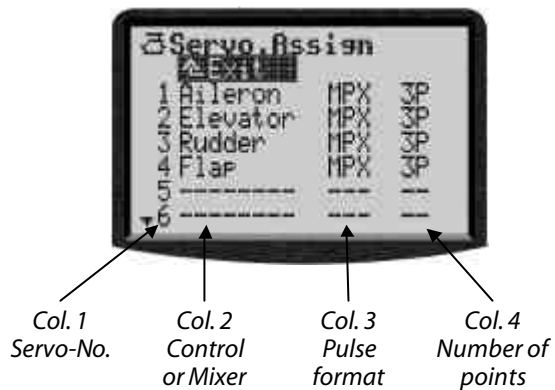 Servo.Assign
EXIT
1 Aileron MPX 3P
2 Elevator MPX 3P
3 Rudder MPX 3P
4 Flap MPX 3P
5 -------- --- --
6 -------- --- --
Col. 1 Col. 2 Col. 3 Col. 4
Servo-No. Control Pulse Number of
or Mixer format points